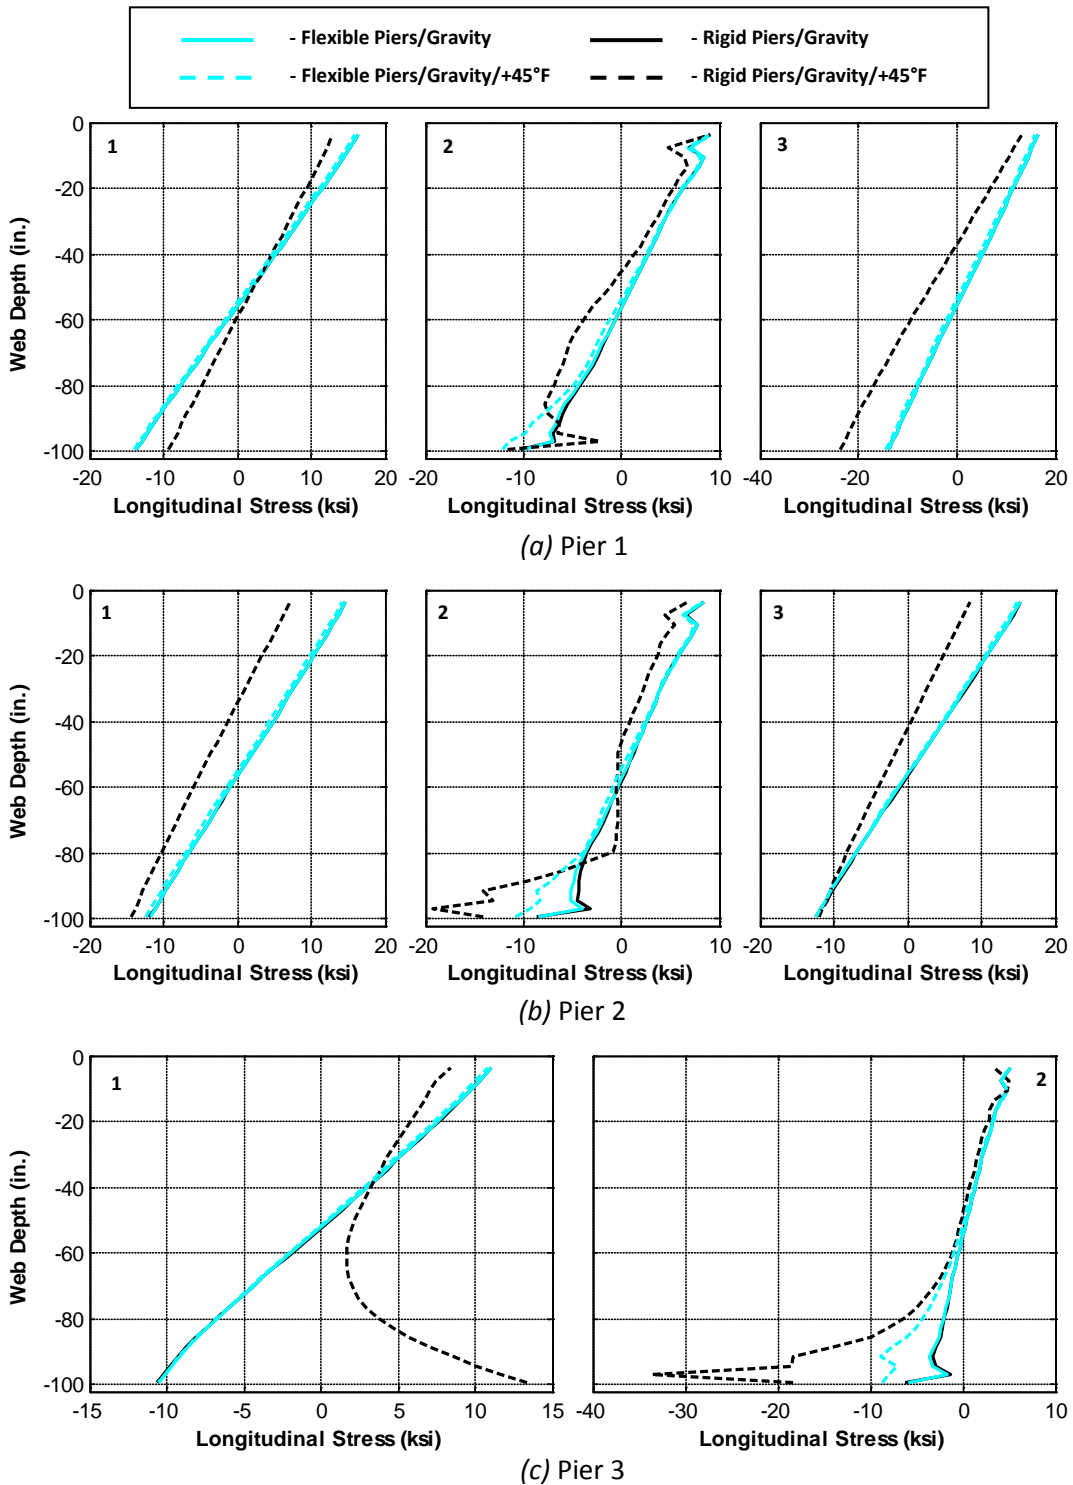 - Flexible Piers/Gravity - Rigid Piers/Gravity
- Flexible Piers/Gravity/+45°F - Rigid Piers/Gravity/+45°F
1 2 3
Web Depth (in.)
0
-20
-40
-60
-80
-100
-20 -10 0 10 20
-20 -10 0 10
-40 -20 0 20
Longitudinal Stress (ksi) Longitudinal Stress (ksi) Longitudinal Stress (ksi)
(a) Pier 1
1 2 3
Web Depth (in.)
0
-20
-40
-60
-80
-100
-20 -10 0 10 20
-20 -10 0 10
-20 -10 0 10 20
Longitudinal Stress (ksi) Longitudinal Stress (ksi) Longitudinal Stress (ksi)
(b) Pier 2
1 2
Web Depth (in.)
0
-20
-40
-60
-80
-100
-15 -10 -5 0 5 10 15
-40 -30 -20 -10 0 10
Longitudinal Stress (ksi) Longitudinal Stress (ksi)
(c) Pier 3